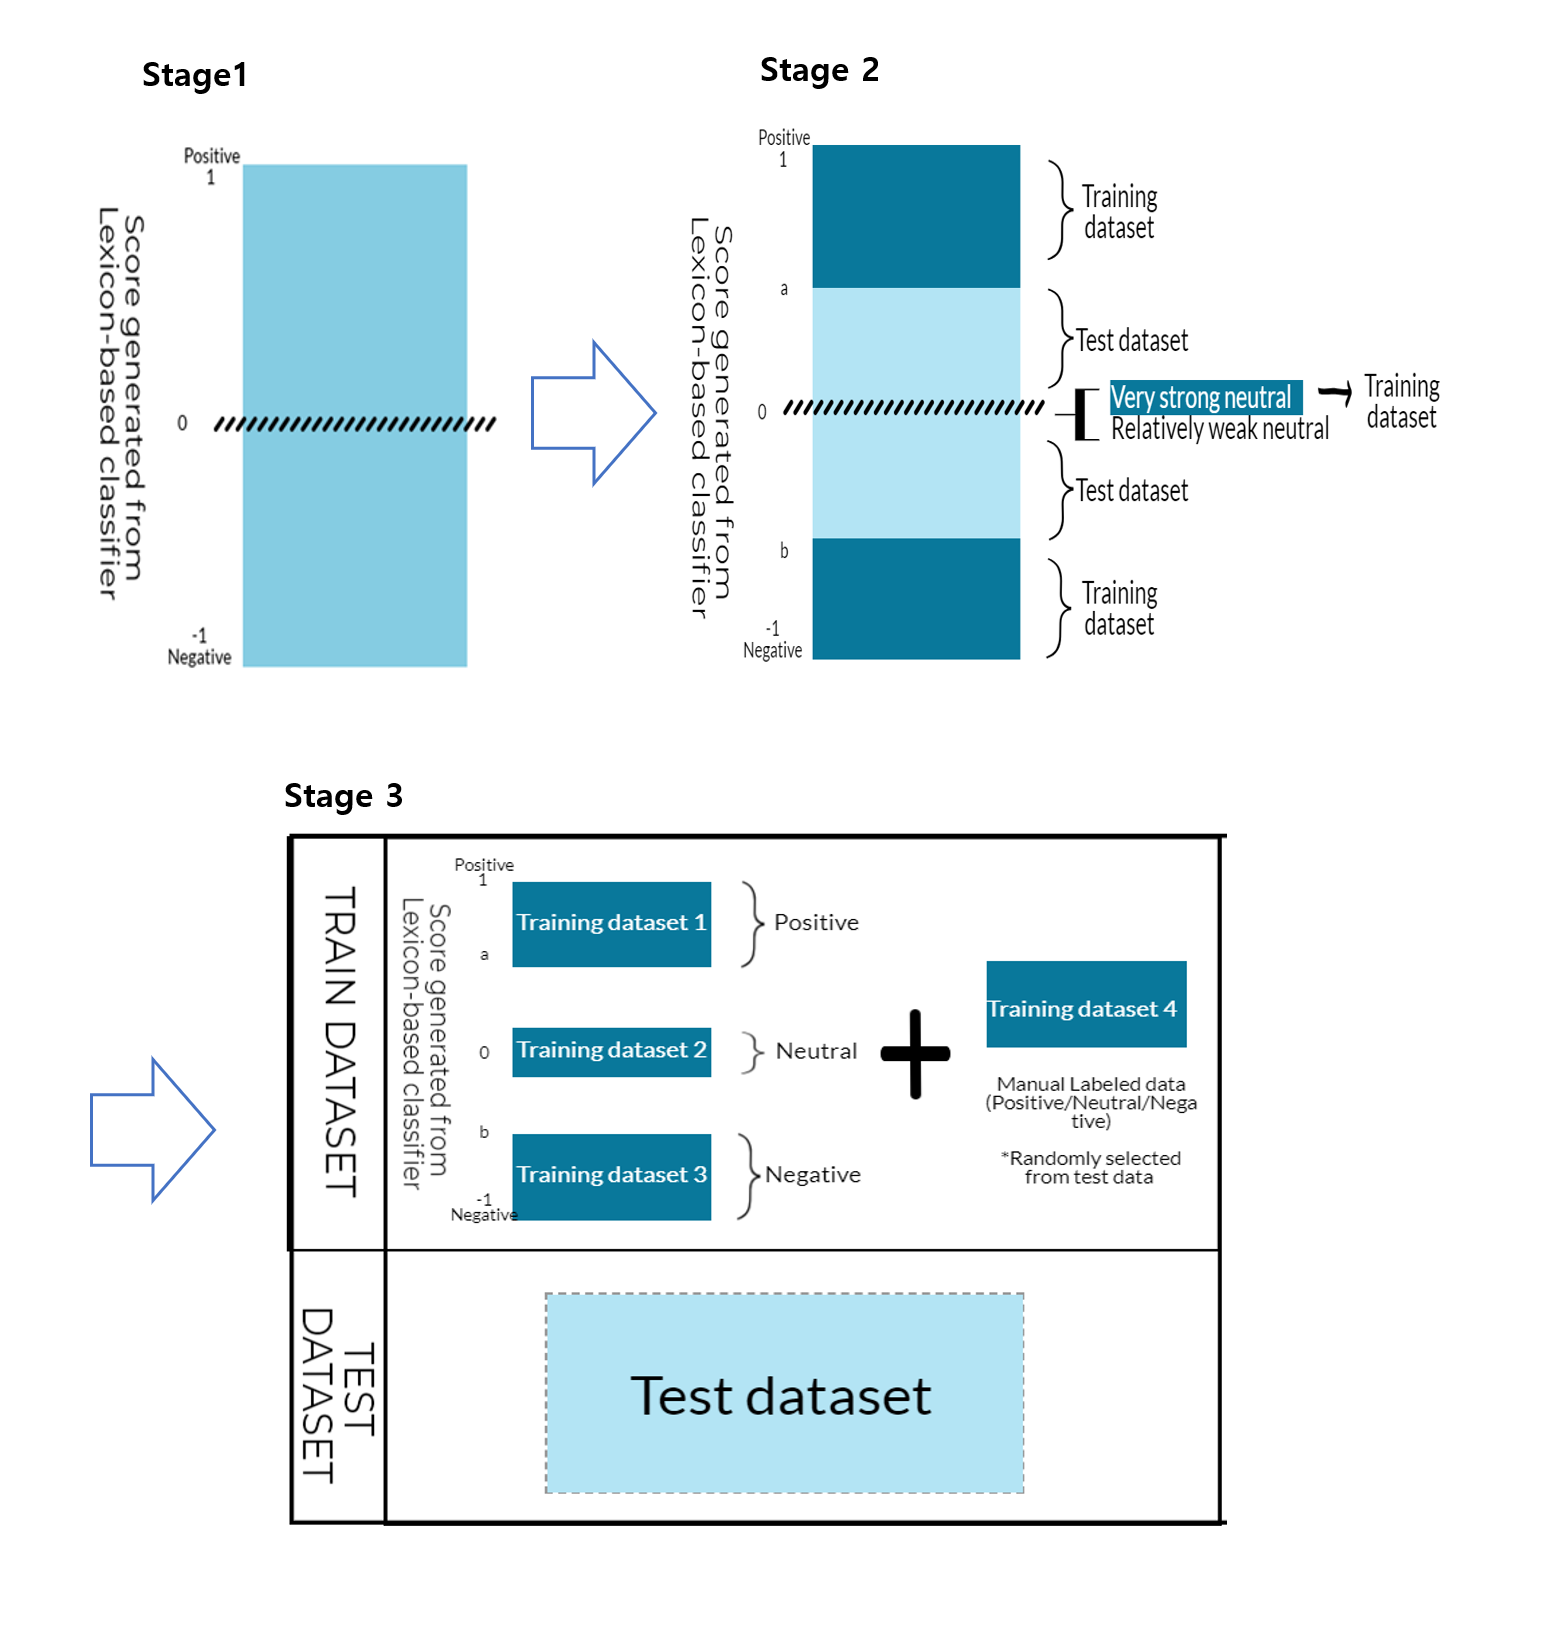 Stage1
Positive
1
Score generated from
Lexicon-based classifier
0
-1
Negative
Stage 2
Positive
1
Score generated from
Lexicon-based classifier
a
0
b
-1
Negative
Training
dataset
Test dataset
Very strong neutral
Relatively weak neutral
Training
dataset
Test dataset
Training
dataset
Stage 3
TRAIN DATASET
Score generated from
Lexicon-based classifier
Positive
1
a
0
b
-1
Negative
Training dataset 1
Positive
Training dataset 2
Neutral
Training dataset 3
Negative
Training dataset 4
Manual Labeled data
(Positive/Neutral/Nega
tive)
*Randomly selected
from test data
TEST
DATASET
Test dataset